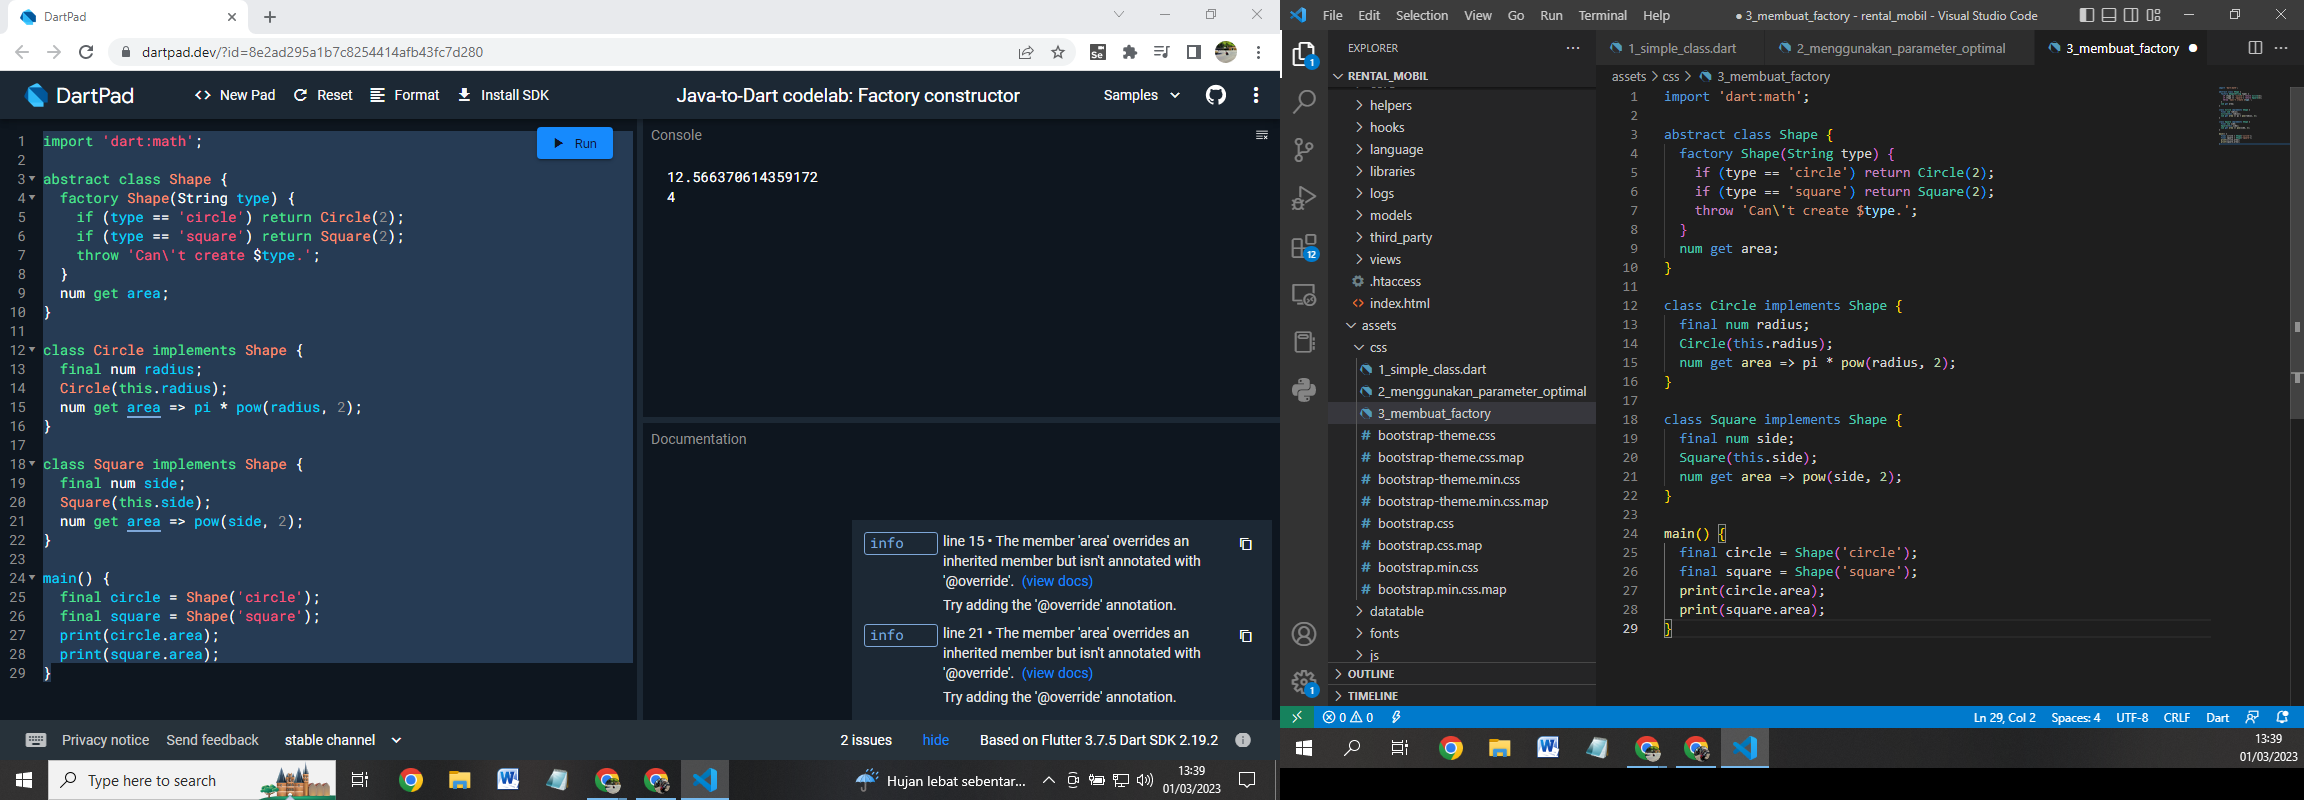 DartPad
dartpad.dev/?id=8e2ad295a1b7c8254414afb43fc7d280
DartPad
<> New Pad
Reset
Format
Install SDK
Java-to-Dart codelab: Factory constructor
Samples
Run
1 import 'dart:math';
2
3 abstract class Shape {
4 factory Shape(String type) {
5 if (type == 'circle') return Circle(2);
6 if (type == 'square') return Square(2);
7 throw 'Can\'t create $type.';
8 }
9 num get area;
10 }
11
12 class Circle implements Shape {
13 final num radius;
14 Circle(this.radius);
15 num get area => pi * pow(radius, 2);
16 }
17
18 class Square implements Shape {
19 final num side;
20 Square(this.side);
21 num get area => pow(side, 2);
22 }
23
24 main() {
25 final circle = Shape('circle');
26 final square = Shape('square');
27 print(circle.area);
28 print(square.area);
29 }
Console
12.566370614359172
4
Documentation
info
line 15 • The member 'area' overrides an
inherited member but isn't annotated with
'@override'. (view docs)
Try adding the '@override' annotation.
info
line 21 • The member 'area' overrides an
inherited member but isn't annotated with
'@override'. (view docs)
Try adding the '@override' annotation.
Privacy notice
Send feedback
stable channel
2 issues
hide
Based on Flutter 3.7.5 Dart SDK 2.19.2
Type here to search
Hujan lebat sebentar...
13:39
01/03/2023
File Edit Selection View Go Run Terminal Help
● 3_membuat_factory - rental_mobil - Visual Studio Code
EXPLORER
RENTAL_MOBIL
helpers
hooks
language
libraries
logs
models
third_party
views
.htaccess
index.html
assets
css
1_simple_class.dart
2_menggunakan_parameter_optimal
3_membuat_factory
bootstrap-theme.css
bootstrap-theme.css.map
bootstrap-theme.min.css
bootstrap-theme.min.css.map
bootstrap.css
bootstrap.css.map
bootstrap.min.css
bootstrap.min.css.map
datatable
fonts
js
OUTLINE
TIMELINE
1
12
1
1_simple_class.dart
2_menggunakan_parameter_optimal
3_membuat_factory ●
assets > css > 3_membuat_factory
1 import 'dart:math';
2
3 abstract class Shape {
4 factory Shape(String type) {
5 if (type == 'circle') return Circle(2);
6 if (type == 'square') return Square(2);
7 throw 'Can\'t create $type.';
8 }
9 num get area;
10 }
11
12 class Circle implements Shape {
13 final num radius;
14 Circle(this.radius);
15 num get area => pi * pow(radius, 2);
16 }
17
18 class Square implements Shape {
19 final num side;
20 Square(this.side);
21 num get area => pow(side, 2);
22 }
23
24 main() {
25 final circle = Shape('circle');
26 final square = Shape('square');
27 print(circle.area);
28 print(square.area);
29 }
0 0
Ln 29, Col 2 Spaces: 4 UTF-8 CRLF Dart
13:39
01/03/2023